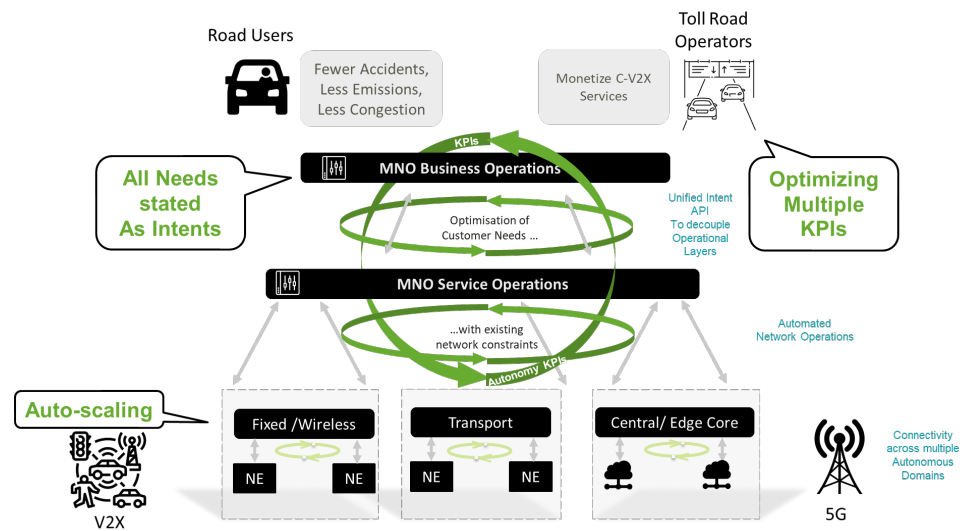 Road Users
Toll Road
Operators
Fewer Accidents,
Less Emissions,
Less Congestion
Monetize C-V2X
Services
KPIs
MNO Business Operations
All Needs
stated
As Intents
Optimizing
Multiple
KPIs
Unified Intent
API
To decouple
Operational
Layers
Optimisation of
Customer Needs ...
MNO Service Operations
...with existing
network constraints
Automated
Network Operations
Autonomy KPIs
Auto-scaling
Fixed /Wireless
Transport
Central/ Edge Core
NE
NE
NE
NE
Connectivity
across multiple
Autonomous
Domains
V2X
5G